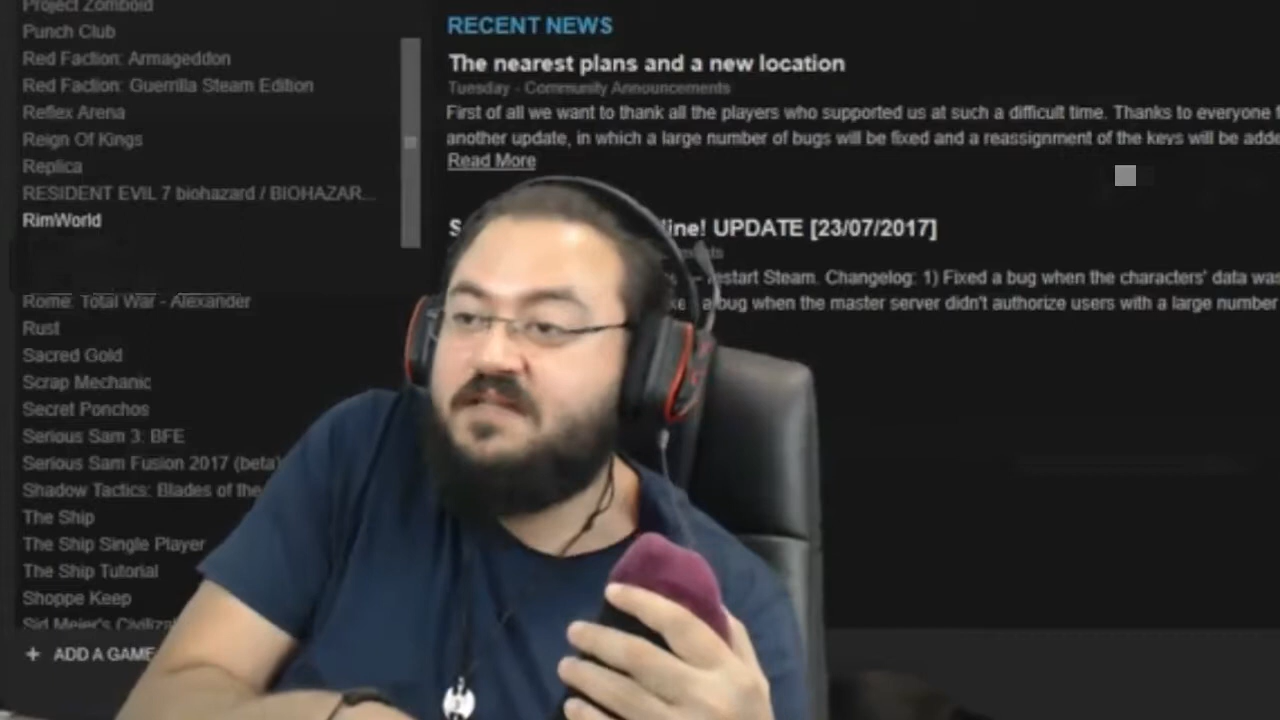 Project Zomboid
Punch Club
Red Faction: Armageddon
Red Faction: Guerrilla Steam Edition
Reflex Arena
Reign Of Kings
Replica
RESIDENT EVIL 7 biohazard / BIOHAZAR...
RimWorld
Rome: Total War - Alexander
Rust
Sacred Gold
Scrap Mechanic
Secret Ponchos
Serious Sam 3: BFE
Serious Sam Fusion 2017 (beta)
Shadow Tactics: Blades of the
The Ship
The Ship Single Player
The Ship Tutorial
Shoppe Keep
Sid Meier's
+ ADD A GAME
RECENT NEWS
The nearest plans and a new location
Tuesday - Community Announcements
First of all we want to thank all the players who supported us at such a difficult time. Thanks to everyone
another update, in which a large number of bugs will be fixed and a reassignment of the keys will be
Read More
line! UPDATE [23/07/2017]
restart Steam. Changelog: 1) Fixed a bug when the characters' data was
a bug when the master server didn't authorize users with a large number